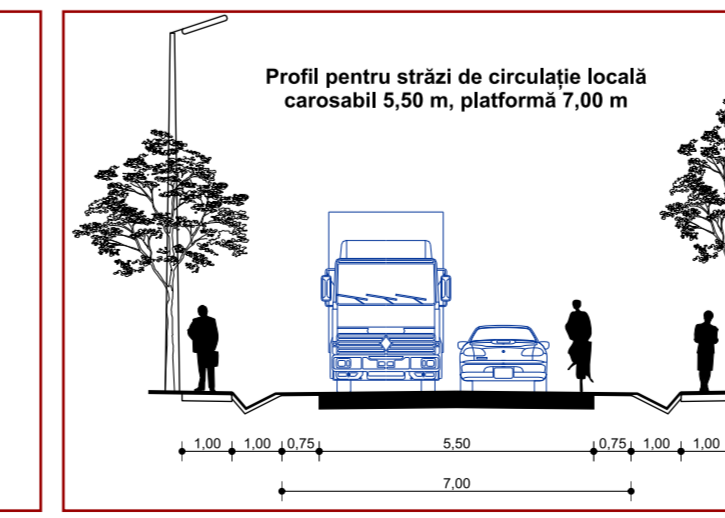 Profil pentru străzi de circulație locală
carosabil 5,50 m, platformă 7,00 m
1,00 1,00 0,75 5,50 0,75 1,00 1,00
7,00